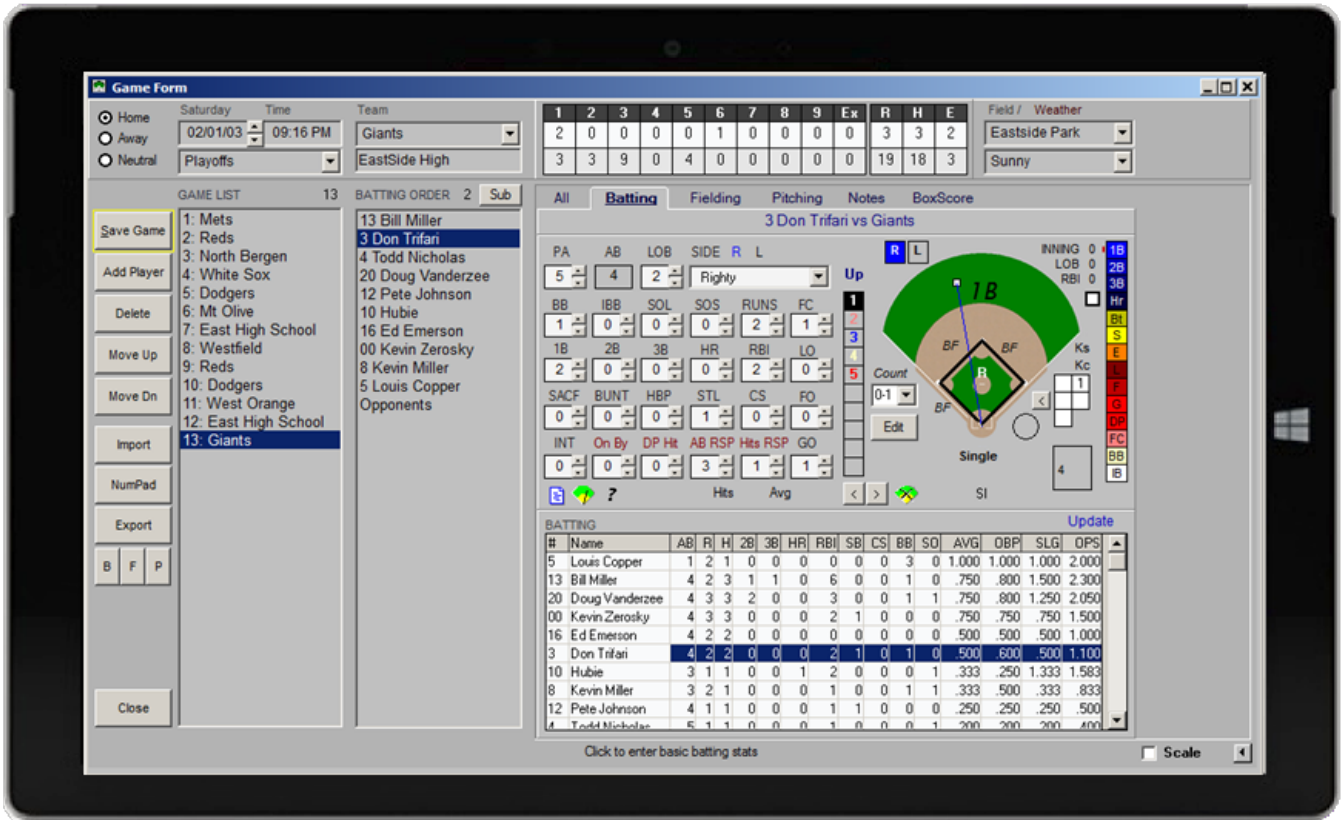 Game Form
Home
Away
Neutral
Saturday Time
02/01/03 09:16 PM
Playoffs
Team
Giants
EastSide High
1 2 3 4 5 6 7 8 9 Ex R H E
2 0 0 0 0 1 0 0 0 0 3 3 2
3 3 9 0 4 0 0 0 0 0 19 18 3
Field / Weather
Eastside Park
Sunny
Save Game
Add Player
Delete
Move Up
Move Dn
Import
NumPad
Export
B F P
Close
GAME LIST 13
1: Mets
2: Reds
3: North Bergen
4: White Sox
5: Dodgers
6: Mt Olive
7: East High School
8: Westfield
9: Reds
10: Dodgers
11: West Orange
12: East High School
13: Giants
BATTING ORDER 2 Sub
13 Bill Miller
3 Don Trifari
4 Todd Nicholas
20 Doug Vanderzee
12 Pete Johnson
10 Hubie
16 Ed Emerson
00 Kevin Zerosky
8 Kevin Miller
5 Louis Copper
Opponents
All Batting Fielding Pitching Notes BoxScore
3 Don Trifari vs Giants
PA AB LOB SIDE R L
5 4 2 Righty
BB IBB SOL SOS RUNS FC
1 0 0 0 2 1
1B 2B 3B HR RBI LO
2 0 0 0 2 0
SACF BUNT HBP STL CS FO
0 0 0 1 0 0
INT On By DP Hit AB RSP Hits RSP GO
0 0 0 3 1 1
? Hits Avg
Up
1
2
3
4
5
< >
R L
INNING 0
LOB 0
RBI 0
1B
BF BF
BF
R
Count
0-1
Edit
Ks
Kc
1
<
Single
4
SI
1B
2B
3B
Hr
Bt
S
E
L
F
G
DP
FC
BB
IB
BATTING Update
# Name AB R H 2B 3B HR RBI SB CS BB SO AVG OBP SLG OPS
5 Louis Copper 1 2 1 0 0 0 0 0 0 3 0 1.000 1.000 1.000 2.000
13 Bill Miller 4 2 3 1 1 0 6 0 0 1 0 .750 .800 1.500 2.300
20 Doug Vanderzee 4 3 3 2 0 0 3 0 0 1 1 .750 .800 1.250 2.050
00 Kevin Zerosky 4 3 3 0 0 0 2 1 0 0 0 .750 .750 .750 1.500
16 Ed Emerson 4 2 2 0 0 0 0 0 0 0 0 .500 .500 .500 1.000
3 Don Trifari 4 2 2 0 0 0 2 1 0 1 0 .500 .600 .500 1.100
10 Hubie 3 1 1 0 0 1 2 0 0 0 1 .333 .250 1.333 1.583
8 Kevin Miller 3 2 1 0 0 0 1 0 0 1 1 .333 .500 .333 .833
12 Pete Johnson 4 1 1 0 0 0 1 1 0 0 0 .250 .250 .250 .500
4 Todd Nicholas 5 1 1 0 0 0 1 0 0 0 1 .200 .200 .200 .400
Click to enter basic batting stats
Scale